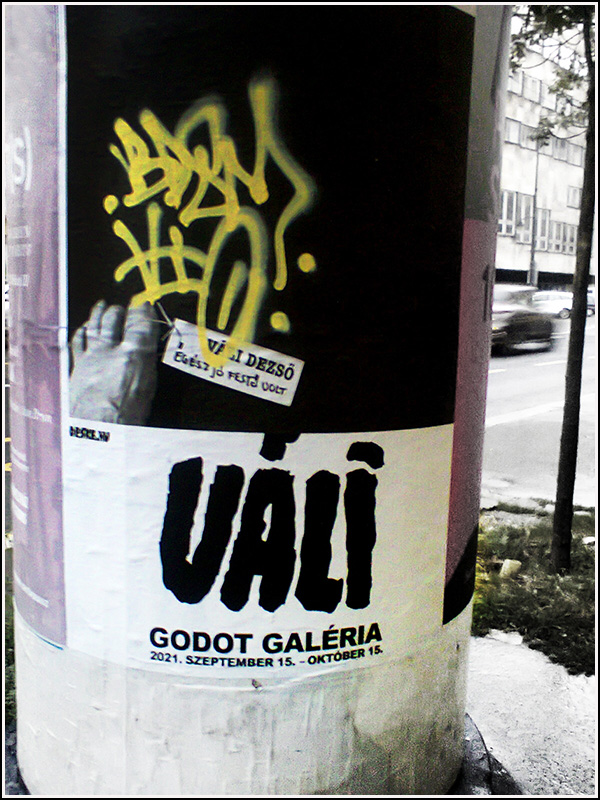 VÁLI DEZSŐ
EGÉSZ JÓ FESTŐ VOLT
VÁLI
GODOT GALÉRIA
2021. SZEPTEMBER 15. – OKTÓBER 15.